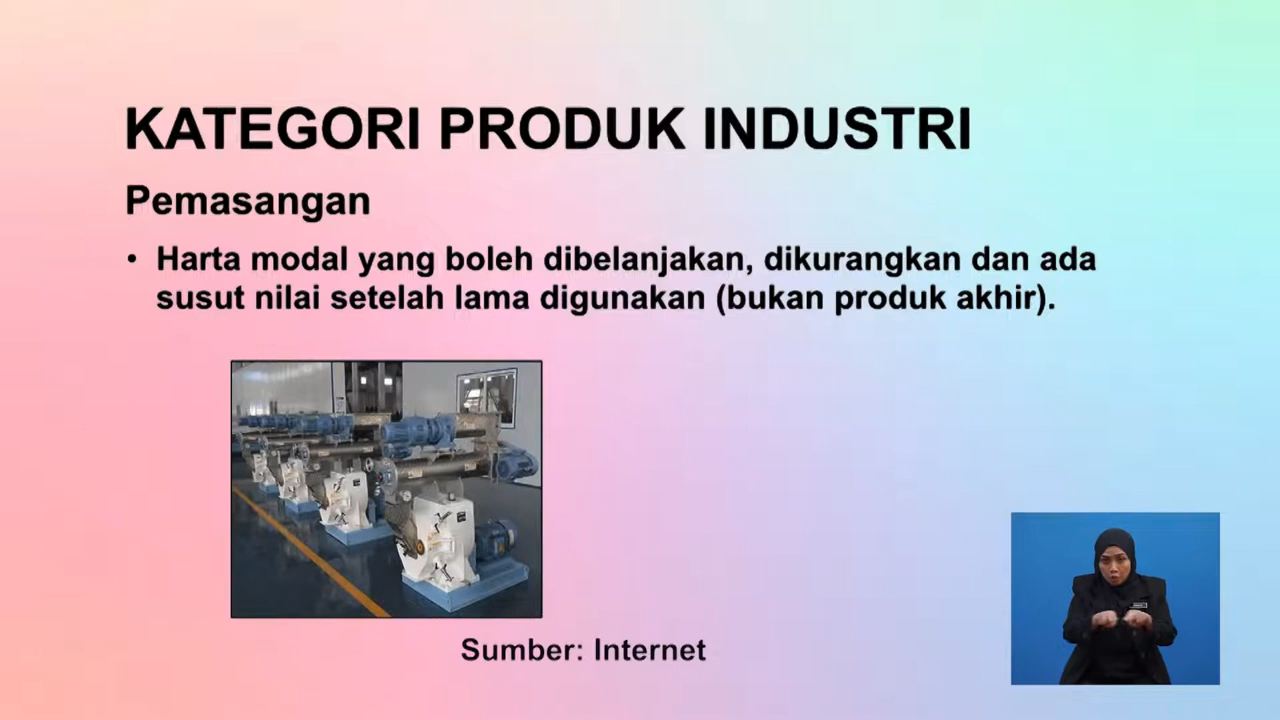 KATEGORI PRODUK INDUSTRI
Pemasangan
• Harta modal yang boleh dibelanjakan, dikurangkan dan ada
susut nilai setelah lama digunakan (bukan produk akhir).
Sumber: Internet